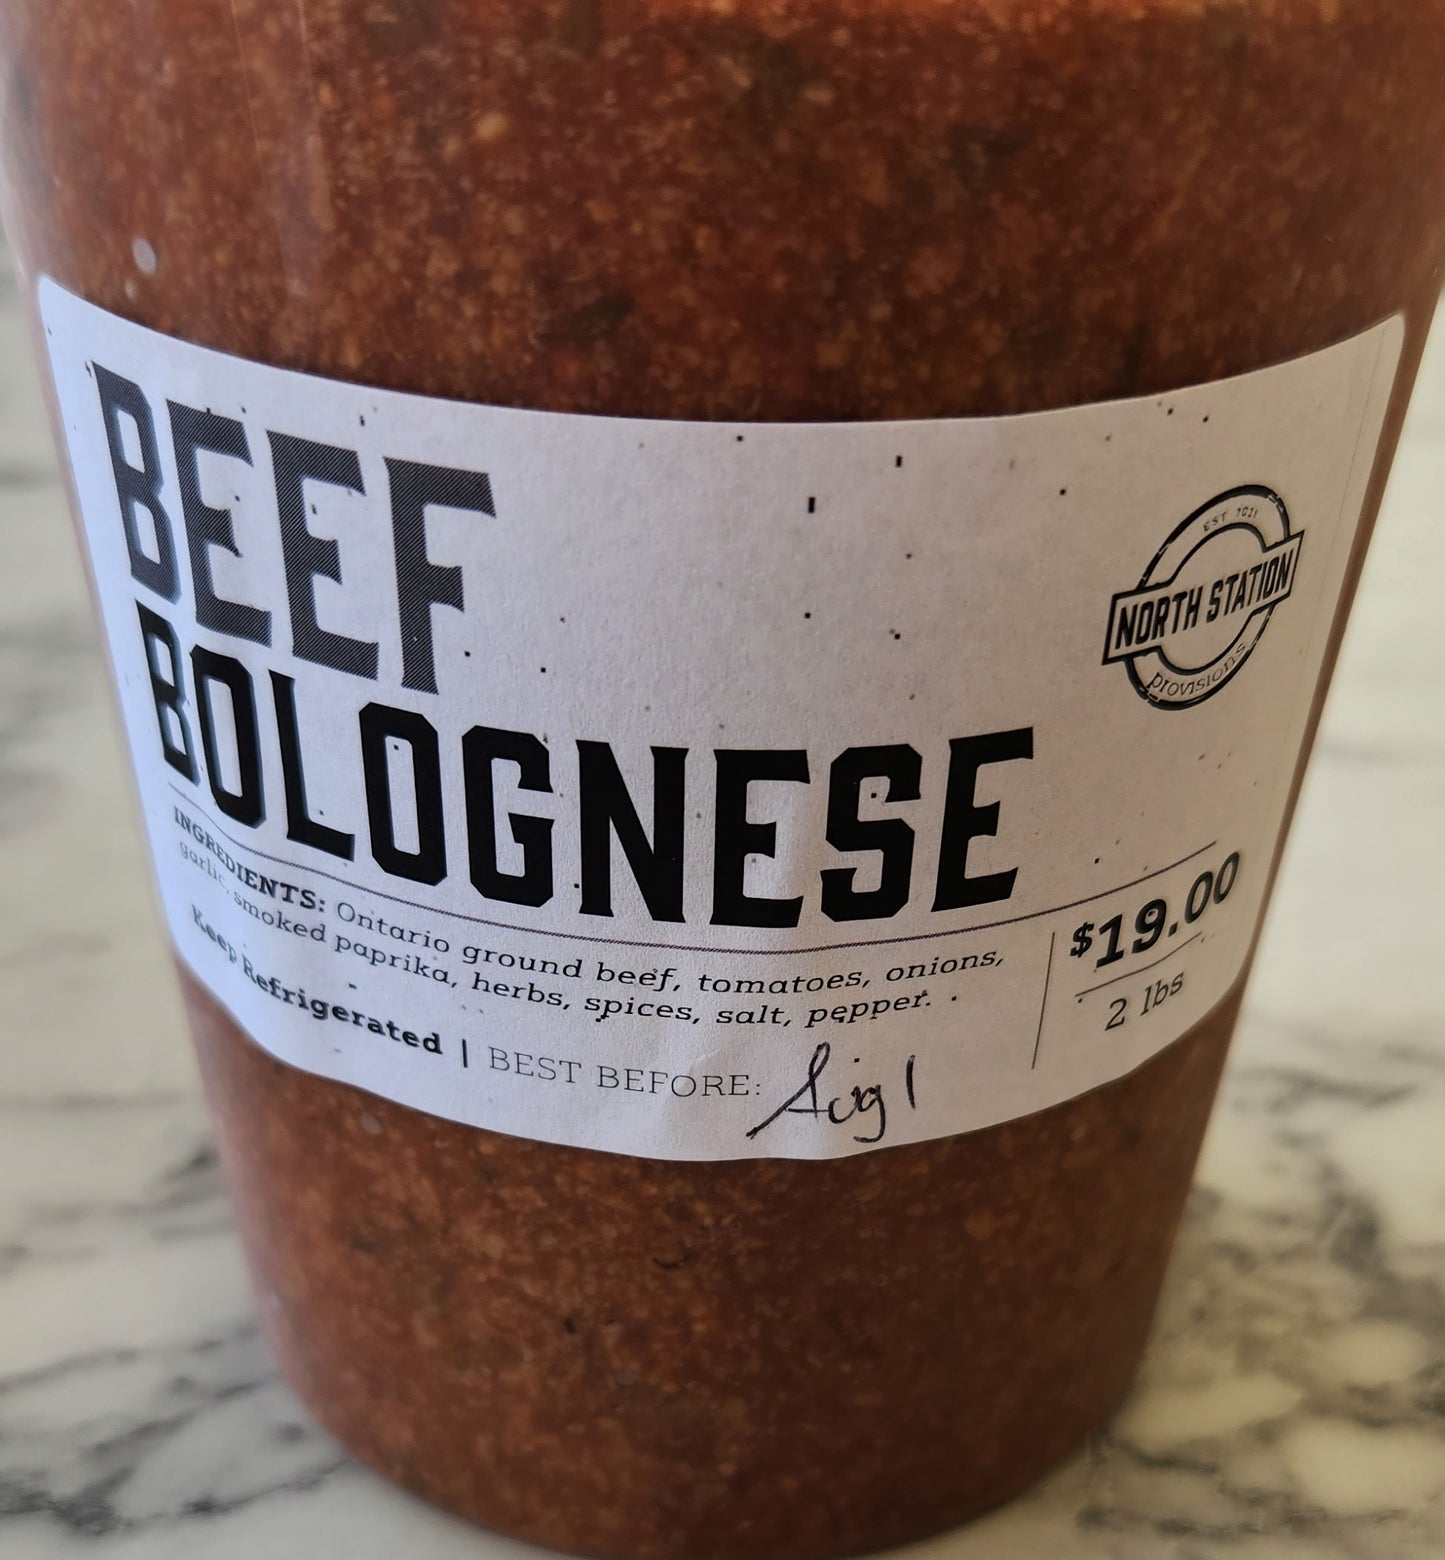 BEEF
BOLOGNESE
EST 2021
NORTH STATION
provisions
INGREDIENTS: Ontario ground beef, tomatoes, onions,
garlic, smoked paprika, herbs, spices, salt, pepper.
Keep Refrigerated | BEST BEFORE: Aug 1
$19.00
2 lbs